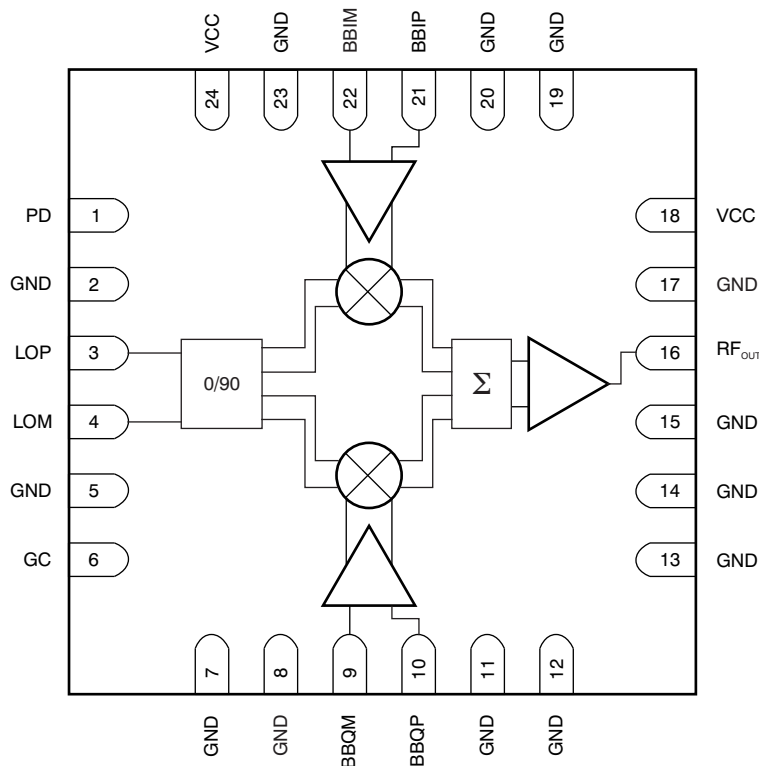 VCC
GND
BBIM
BBIP
GND
GND
24
23
22
21
20
19
PD 1
18 VCC
GND 2
17 GND
LOP 3
16 RFOUT
0/90
Σ
LOM 4
15 GND
GND 5
14 GND
GC 6
13 GND
7
8
9
10
11
12
GND
GND
BBQM
BBQP
GND
GND